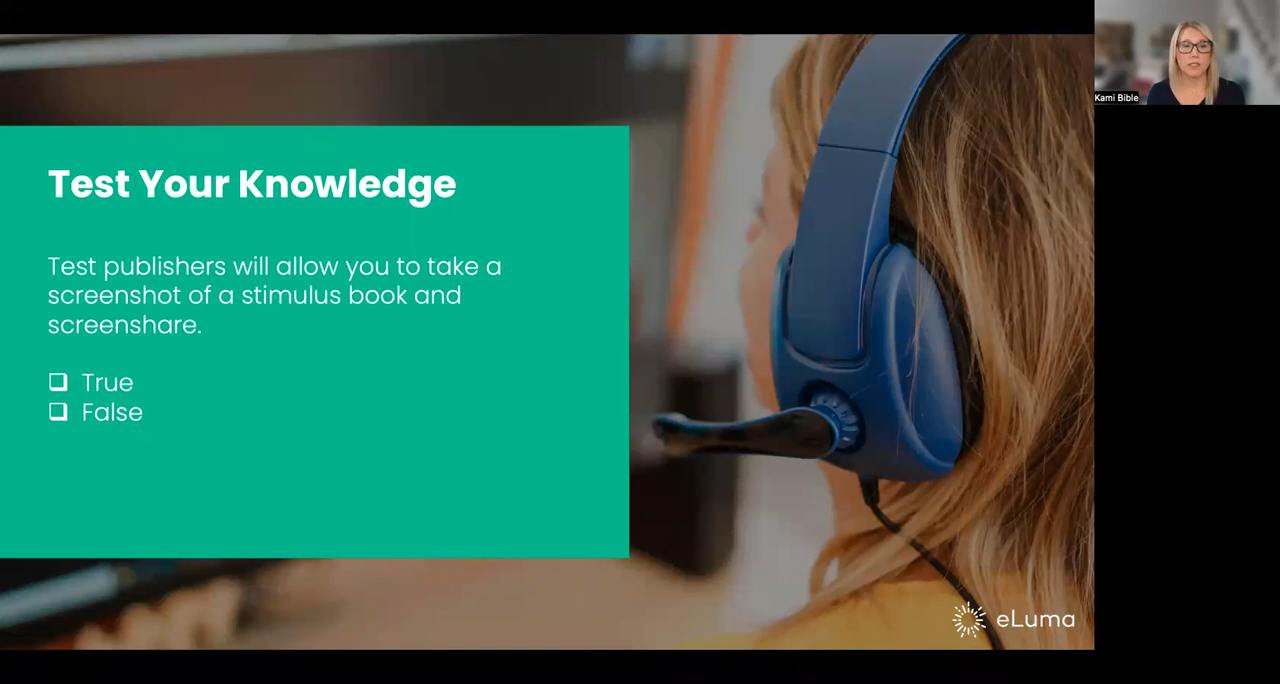 Kami Bible
Test Your Knowledge
Test publishers will allow you to take a
screenshot of a stimulus book and
screenshare.
❑ True
❑ False
eLuma